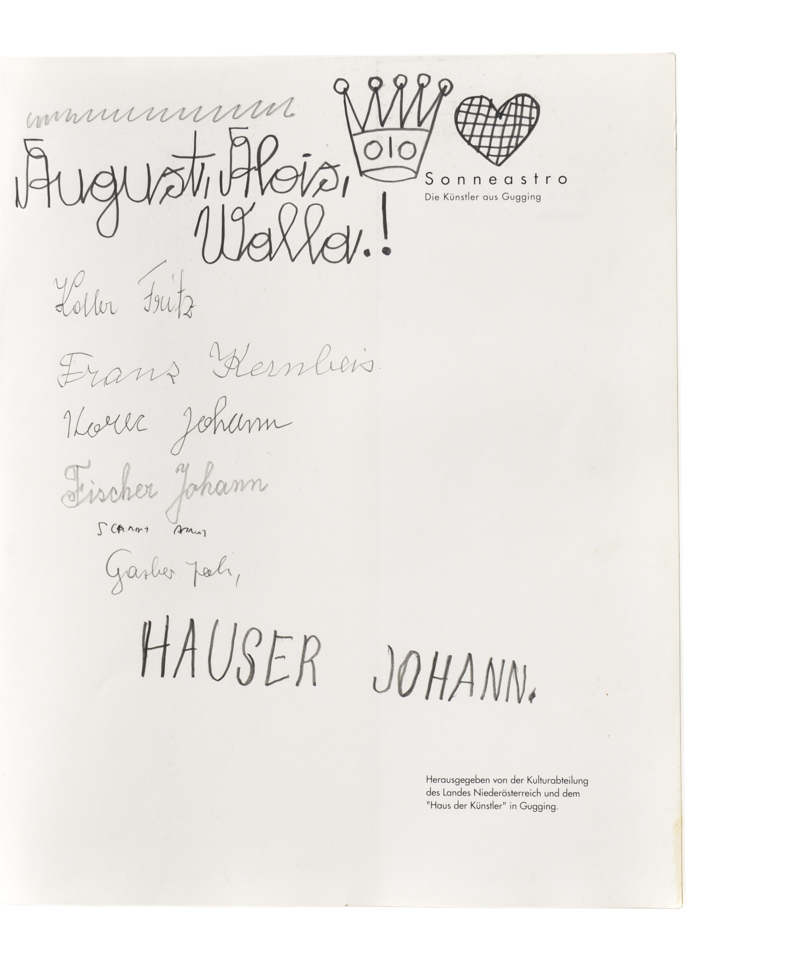 August, Alois,
Walla.!
OIO
Sonneastro
Die Künstler aus Gugging
Koller Fritz
Franz Kernbeis
Korec Johann
Fischer Johann
Garber
HAUSER JOHANN.
Herausgegeben von der Kulturabteilung
des Landes Niederösterreich und dem
"Haus der Künstler" in Gugging.